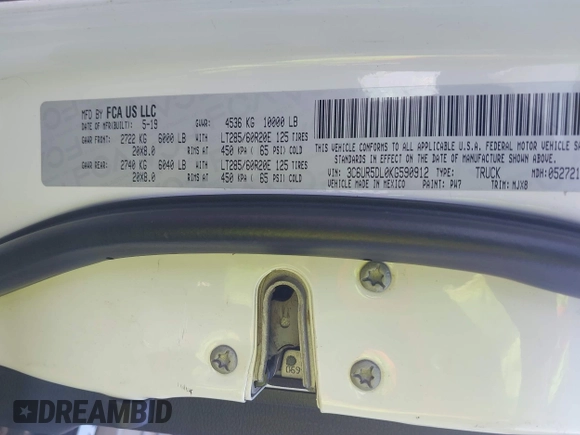 MFD BY FCA US LLC
DATE OF MFR(BUILT): 5-19 GVWR: 4536 KG 10000 LB
GAWR FRONT: 2722 KG 6000 LB WITH LT285/60R20E 125 TIRES
20X8.0 RIMS AT 450 KPA ( 65 PSI) COLD
GAWR REAR: 2740 KG 6040 LB WITH LT285/60R20E 125 TIRES
20X8.0 RIMS AT 450 KPA ( 65 PSI) COLD
THIS VEHICLE CONFORMS TO ALL APPLICABLE U.S.A. FEDERAL MOTOR
STANDARDS IN EFFECT ON THE DATE OF MANUFACTURE SHOWN ABOVE.
VIN: 3C6UR5DL0KG590912 TYPE: TRUCK MDH:052721
VEHICLE MADE IN MEXICO PAINT: PW7 TRIM: MJX8
D69
DREAMBID